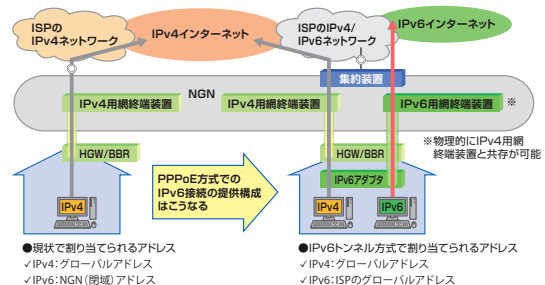 ISPの
IPv4ネットワーク
IPv4インターネット
ISPのIPv4/
IPv6ネットワーク
IPv6インターネット
集約装置
NGN
IPv4用網終端装置
IPv4用網終端装置
IPv6用網終端装置
※
※物理的にIPv4用網
終端装置と共存が可能
HGW/BBR
PPPoE方式での
IPv6接続の提供構成
はこうなる
HGW/BBR
IPv6アダプタ
IPv4
IPv4
IPv6
●現状で割り当てられるアドレス
✓IPv4：グローバルアドレス
✓IPv6：NGN（閉域）アドレス
●IPv6トンネル方式で割り当てられるアドレス
✓IPv4：グローバルアドレス
✓IPv6：ISPのグローバルアドレス